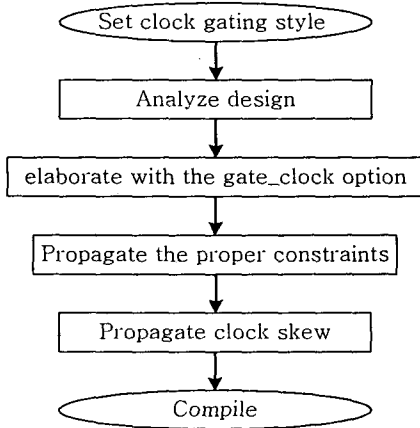 Set clock gating style
Analyze design
elaborate with the gate_clock option
Propagate the proper constraints
Propagate clock skew
Compile